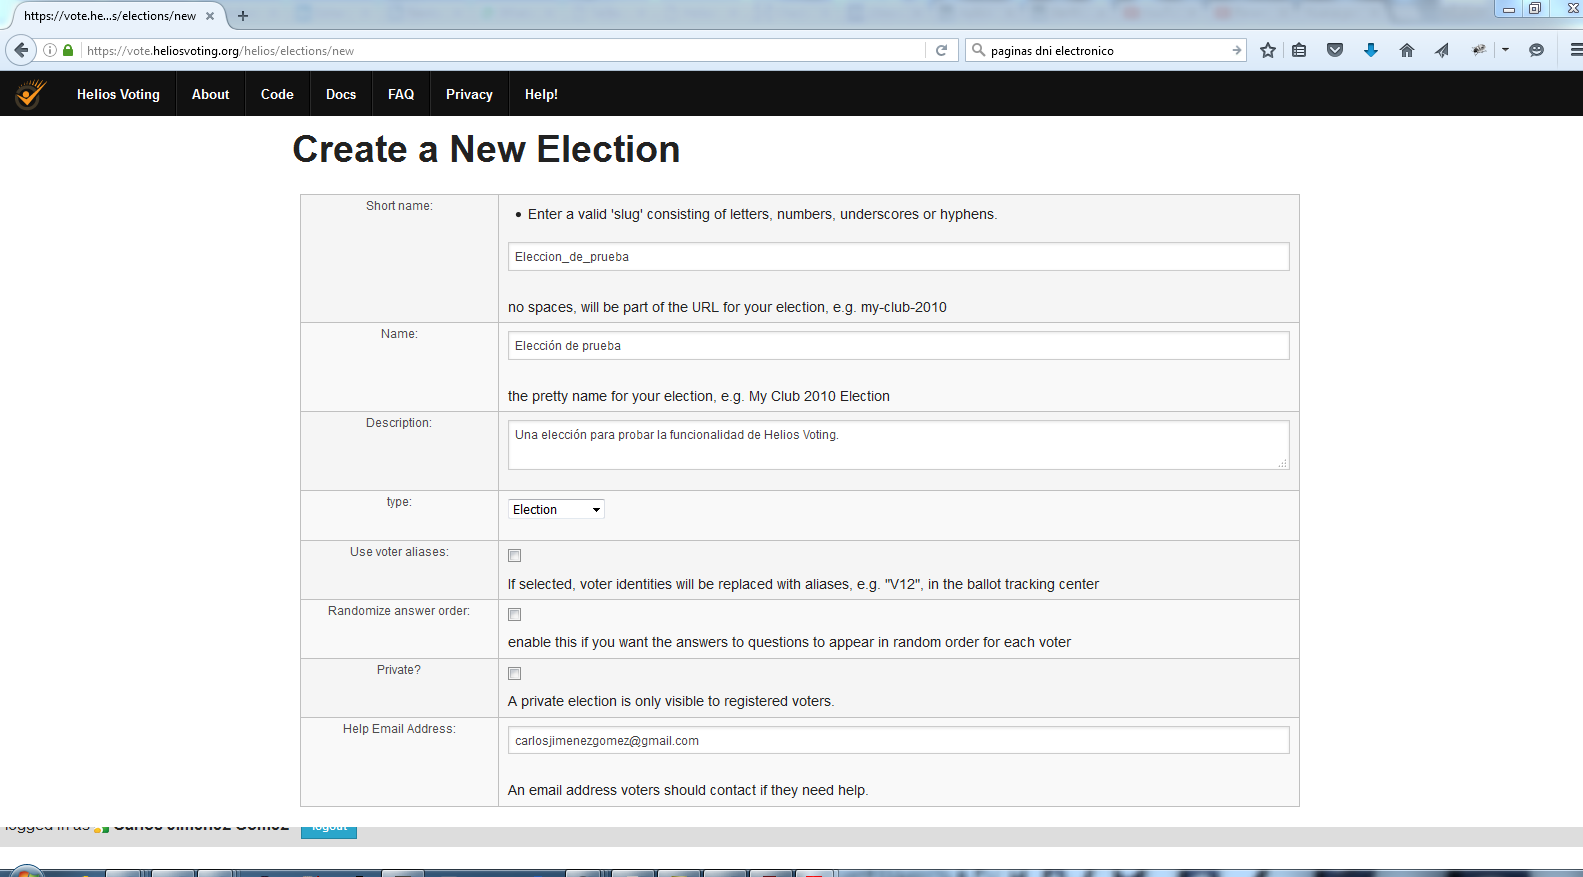 https://vote.he...s/elections/new
https://vote.heliosvoting.org/helios/elections/new
paginas dni electronico
Helios Voting About Code Docs FAQ Privacy Help!
Create a New Election
Short name:
Enter a valid 'slug' consisting of letters, numbers, underscores or hyphens.
Eleccion_de_prueba
no spaces, will be part of the URL for your election, e.g. my-club-2010
Name:
Elección de prueba
the pretty name for your election, e.g. My Club 2010 Election
Description:
Una elección para probar la funcionalidad de Helios Voting.
type:
Election
Use voter aliases:
If selected, voter identities will be replaced with aliases, e.g. "V12", in the ballot tracking center
Randomize answer order:
enable this if you want the answers to questions to appear in random order for each voter
Private?
A private election is only visible to registered voters.
Help Email Address:
carlosjimenezgomez@gmail.com
An email address voters should contact if they need help.
logged in as Carlos Jiménez Gómez logout